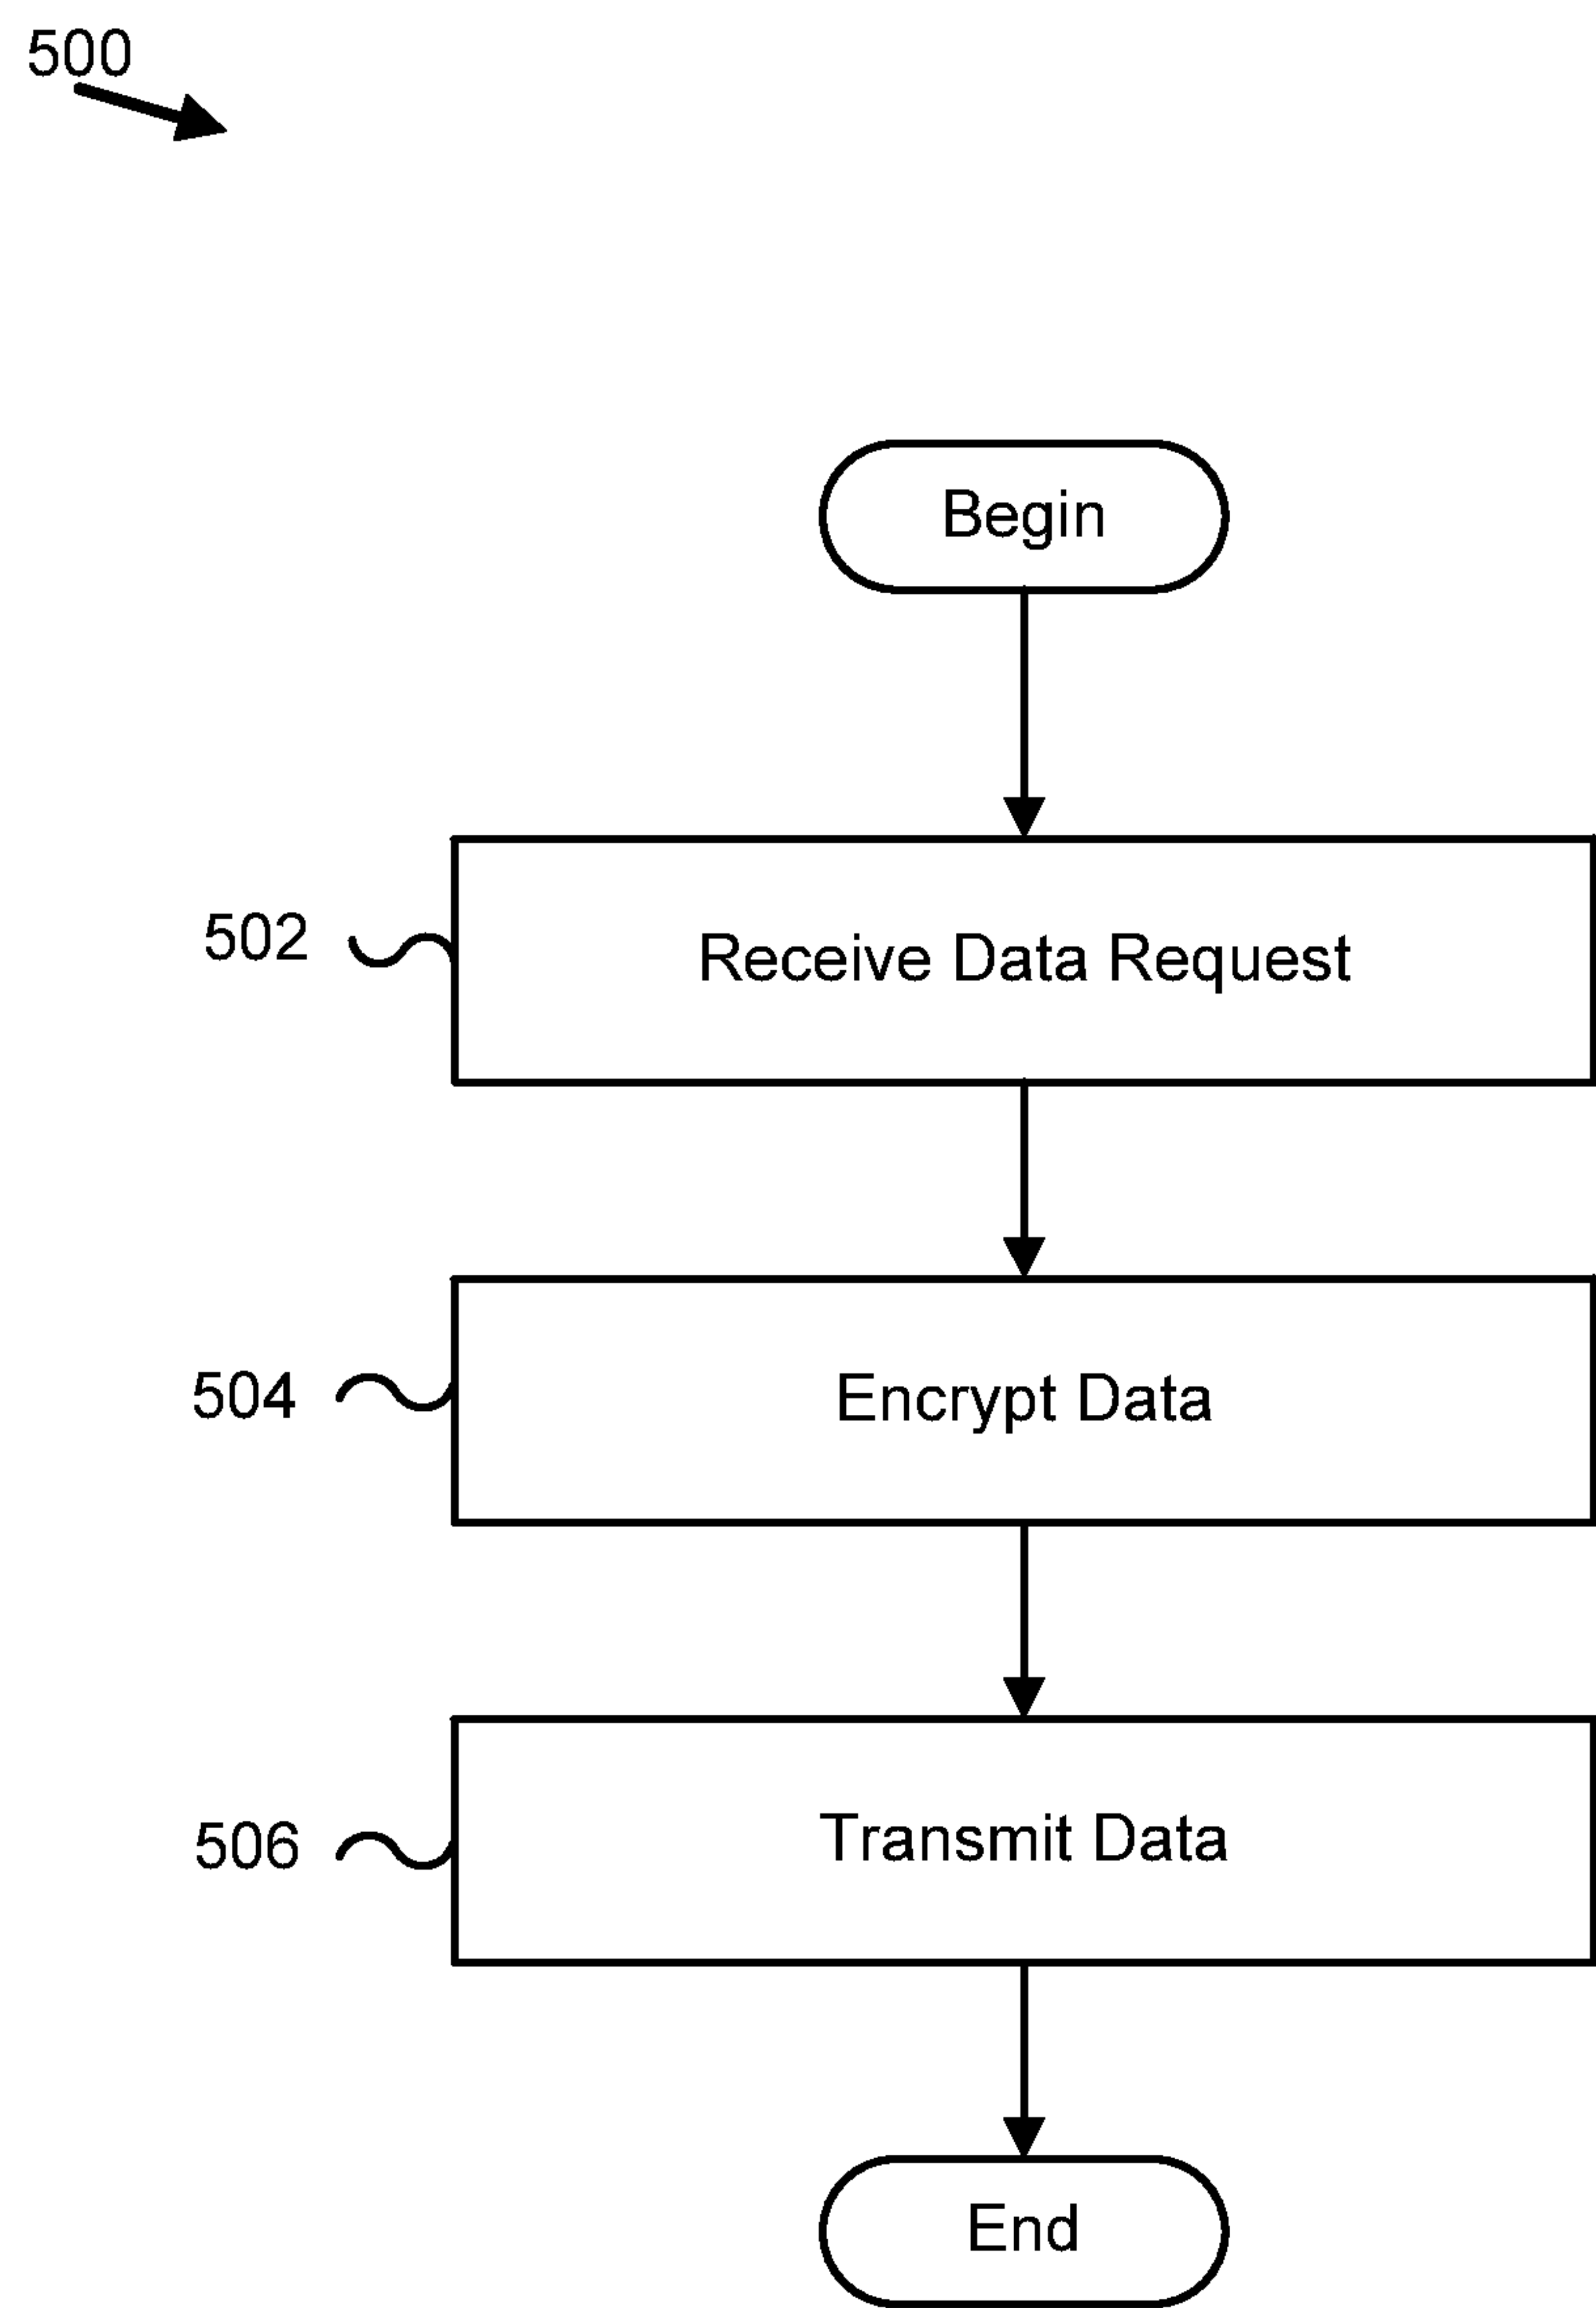 500
Begin
502
Receive Data Request
504
Encrypt Data
506
Transmit Data
End